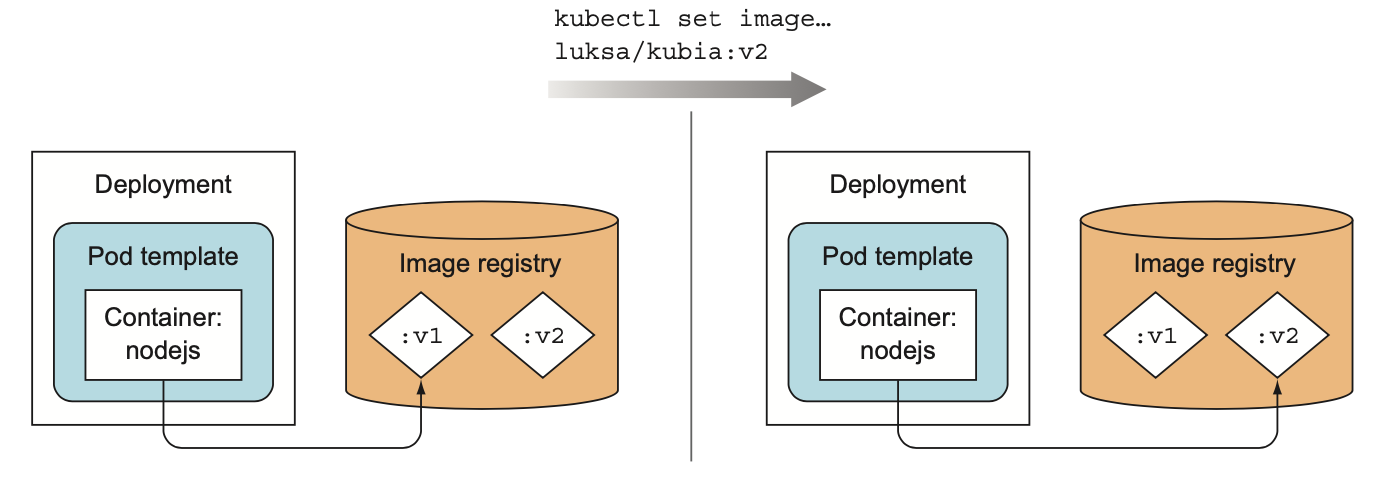 kubectl set image…
luksa/kubia:v2
Deployment
Pod template
Container:
nodejs
Image registry
:v1
:v2
Deployment
Pod template
Container:
nodejs
Image registry
:v1
:v2